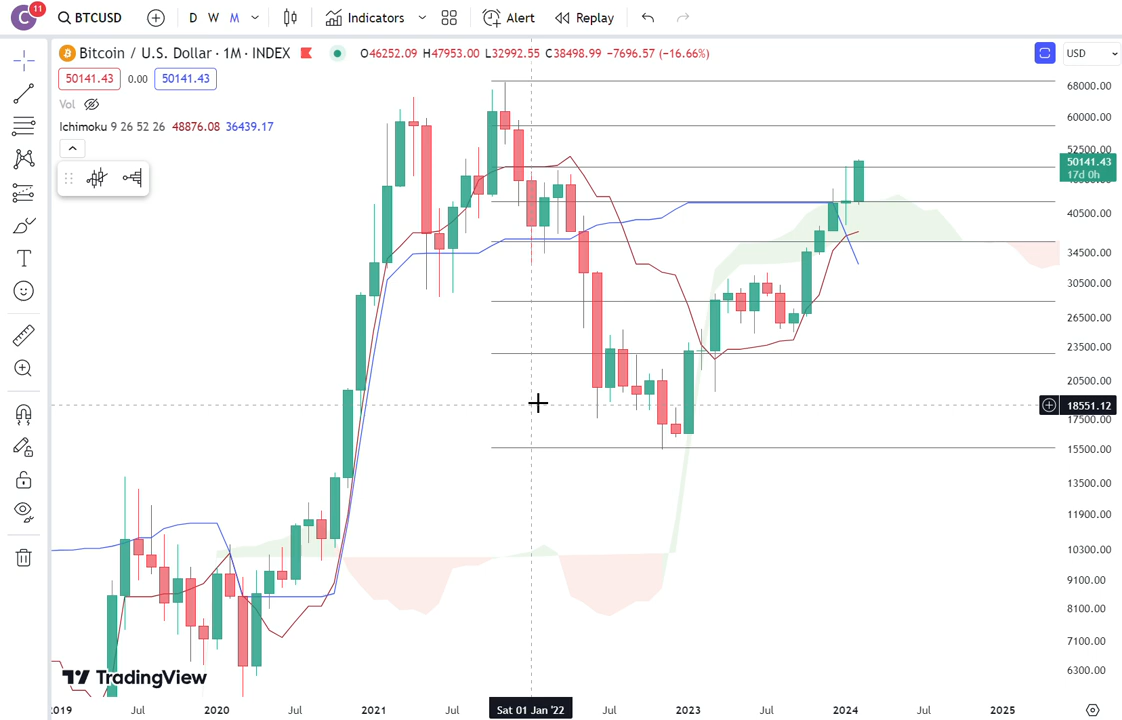 C 11 BTCUSD D W M Indicators Alert Replay
Bitcoin / U.S. Dollar · 1M · INDEX O46252.09 H47953.00 L32992.55 C38498.99 −7696.57 (−16.66%) USD
50141.43 0.00 50141.43
Vol
Ichimoku 9 26 52 26 48876.08 36439.17
68000.00
60000.00
52500.00
50141.43
17d 0h
40500.00
34500.00
30500.00
26500.00
23500.00
20500.00
18551.12
17500.00
15500.00
13500.00
11900.00
10300.00
9100.00
8100.00
7100.00
6300.00
TradingView
2019 Jul 2020 Jul 2021 Jul Sat 01 Jan '22 Jul 2023 Jul 2024 Jul 2025